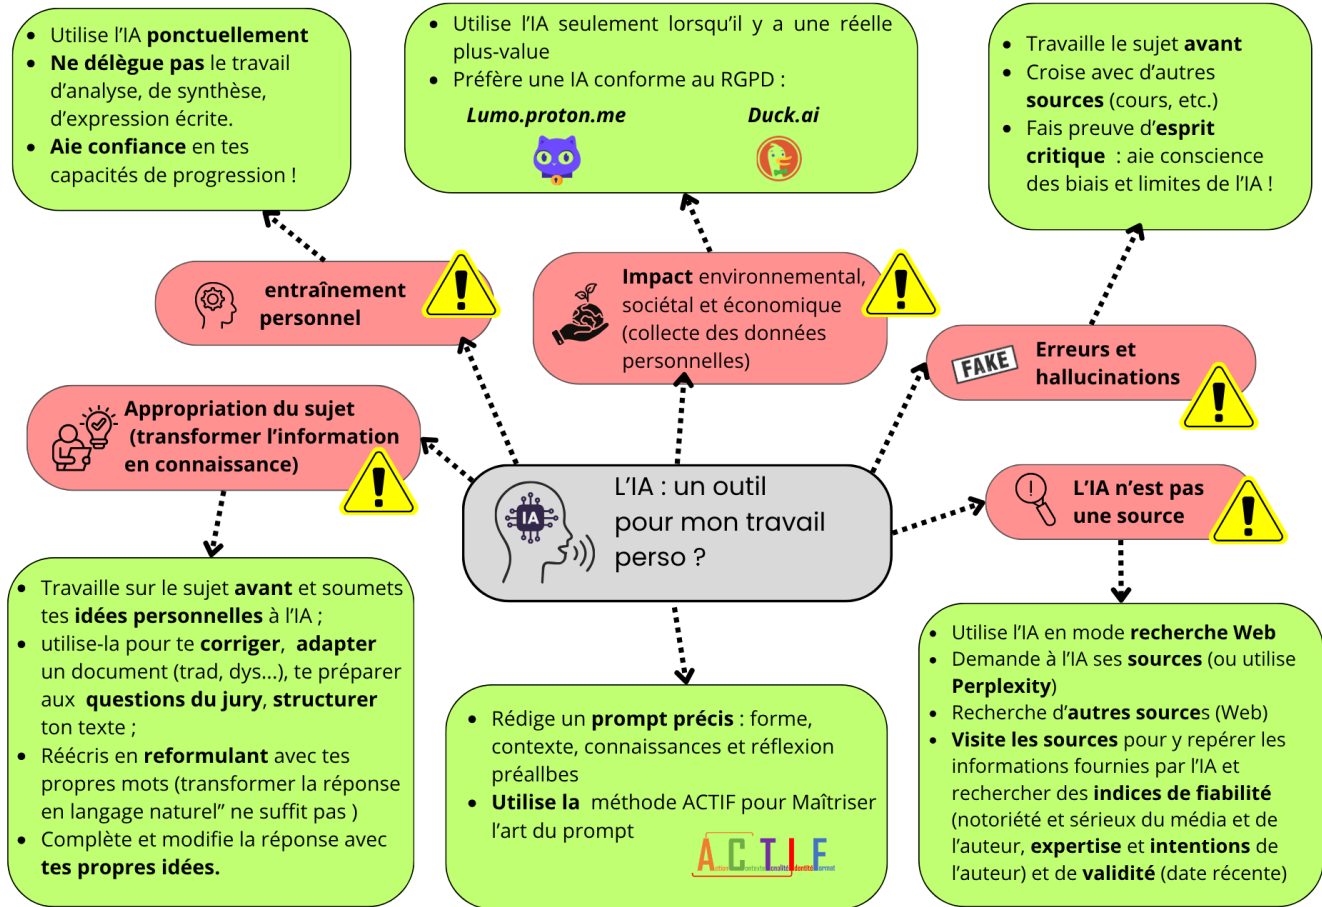 Utilise l'IA ponctuellement
Ne délègue pas le travail
d'analyse, de synthèse,
d'expression écrite.
Aie confiance en tes
capacités de progression !
Utilise l'IA seulement lorsqu'il y a une réelle
plus-value
Préfère une IA conforme au RGPD :
Lumo.proton.me
Duck.ai
Travaille le sujet avant
Croise avec d'autres
sources (cours, etc.)
Fais preuve d'esprit
critique : aie conscience
des biais et limites de l'IA !
entraînement
personnel
Impact environnemental,
sociétal et économique
(collecte des données
personnelles)
FAKE
Erreurs et
hallucinations
Appropriation du sujet
(transformer l'information
en connaissance)
IA
L'IA : un outil
pour mon travail
perso ?
L'IA n'est pas
une source
Travaille sur le sujet avant et soumets
tes idées personnelles à l'IA ;
utilise-la pour te corriger, adapter
un document (trad, dys...), te préparer
aux questions du jury, structurer
ton texte ;
Réécris en reformulant avec tes
propres mots (transformer la réponse
en langage naturel" ne suffit pas )
Complète et modifie la réponse avec
tes propres idées.
Rédige un prompt précis : forme,
contexte, connaissances et réflexion
préallbes
Utilise la méthode ACTIF pour Maîtriser
l'art du prompt
Action Contexte Tonalité Identité Format
Utilise l'IA en mode recherche Web
Demande à l'IA ses sources (ou utilise
Perplexity)
Recherche d'autres sources (Web)
Visite les sources pour y repérer les
informations fournies par l'IA et
rechercher des indices de fiabilité
(notoriété et sérieux du média et de
l'auteur, expertise et intentions de
l'auteur) et de validité (date récente)